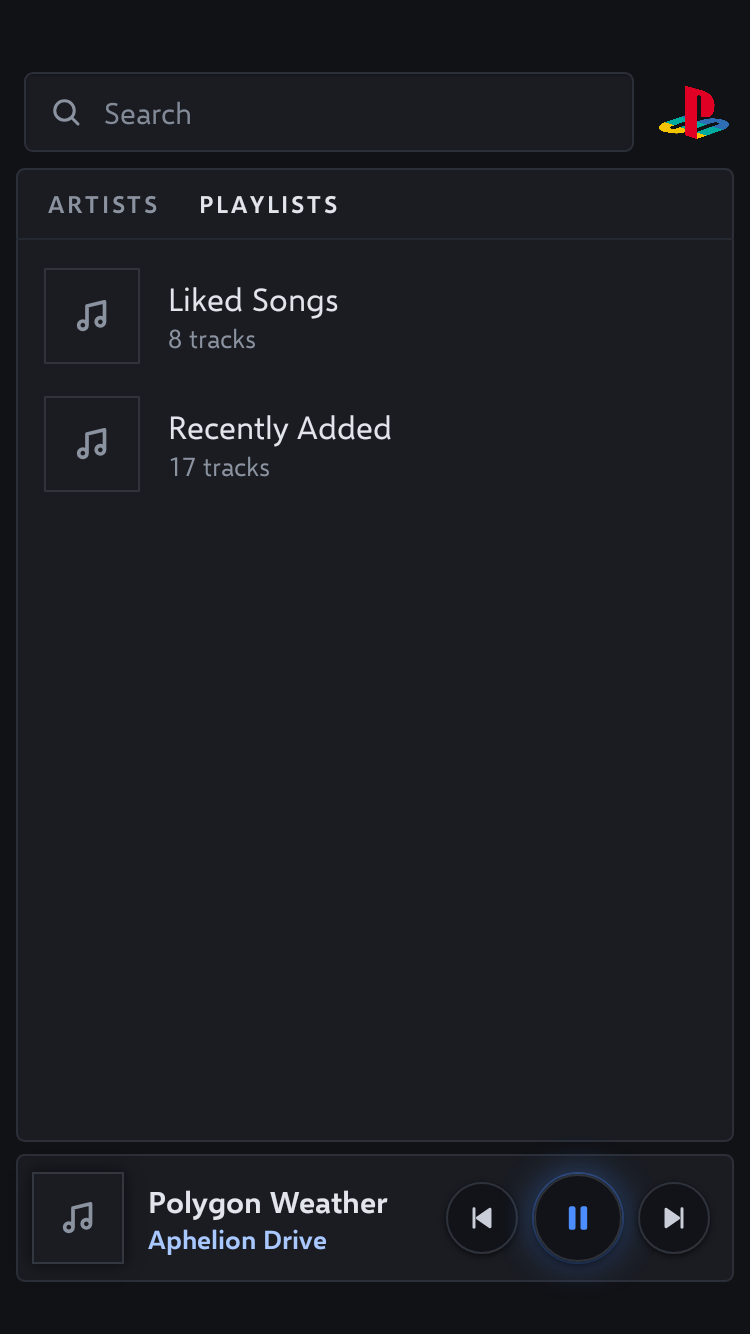 Search
ARTISTS PLAYLISTS
Liked Songs
8 tracks
Recently Added
17 tracks
Polygon Weather
Aphelion Drive